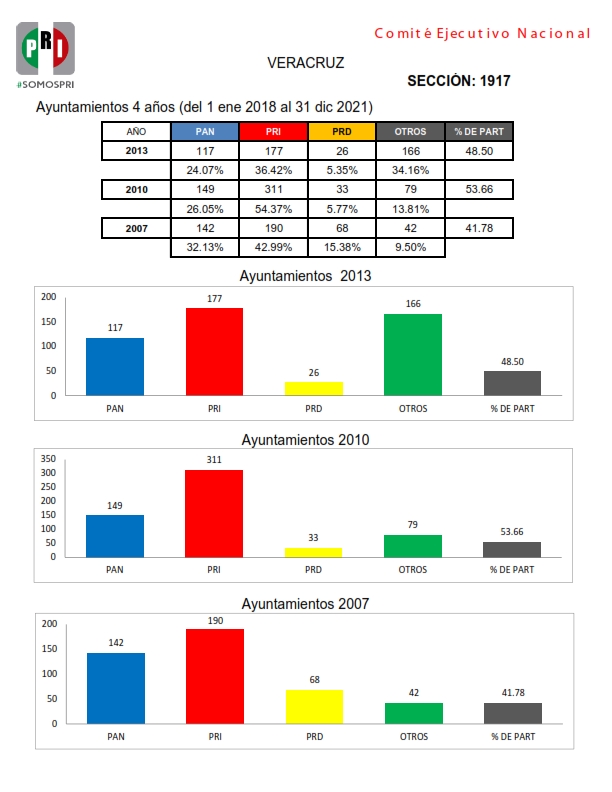 Comité Ejecutivo Nacional
PRI
#SOMOSPRI
VERACRUZ
SECCIÓN: 1917
Ayuntamientos 4 años (del 1 ene 2018 al 31 dic 2021)
AÑO PAN PRI PRD OTROS % DE PART
2013 117 177 26 166 48.50
24.07% 36.42% 5.35% 34.16%
2010 149 311 33 79 53.66
26.05% 54.37% 5.77% 13.81%
2007 142 190 68 42 41.78
32.13% 42.99% 15.38% 9.50%
Ayuntamientos 2013
200
150
100
50
0
117
177
26
166
48.50
PAN PRI PRD OTROS % DE PART
Ayuntamientos 2010
350
300
250
200
150
100
50
0
149
311
33
79
53.66
PAN PRI PRD OTROS % DE PART
Ayuntamientos 2007
200
150
100
50
0
142
190
68
42
41.78
PAN PRI PRD OTROS % DE PART